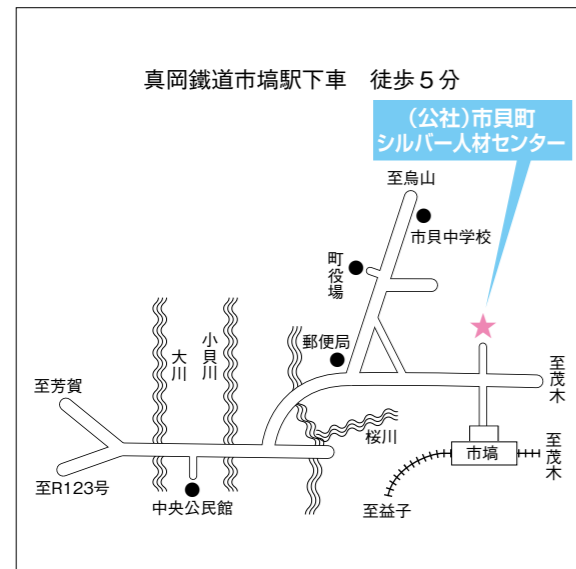 真岡鐵道市塙駅下車　徒歩５分
（公社）市貝町
シルバー人材センター
至烏山
市貝中学校
町役場
郵便局
小貝川
大川
至茂木
至芳賀
桜川
市塙
至茂木
至R123号
中央公民館
至益子